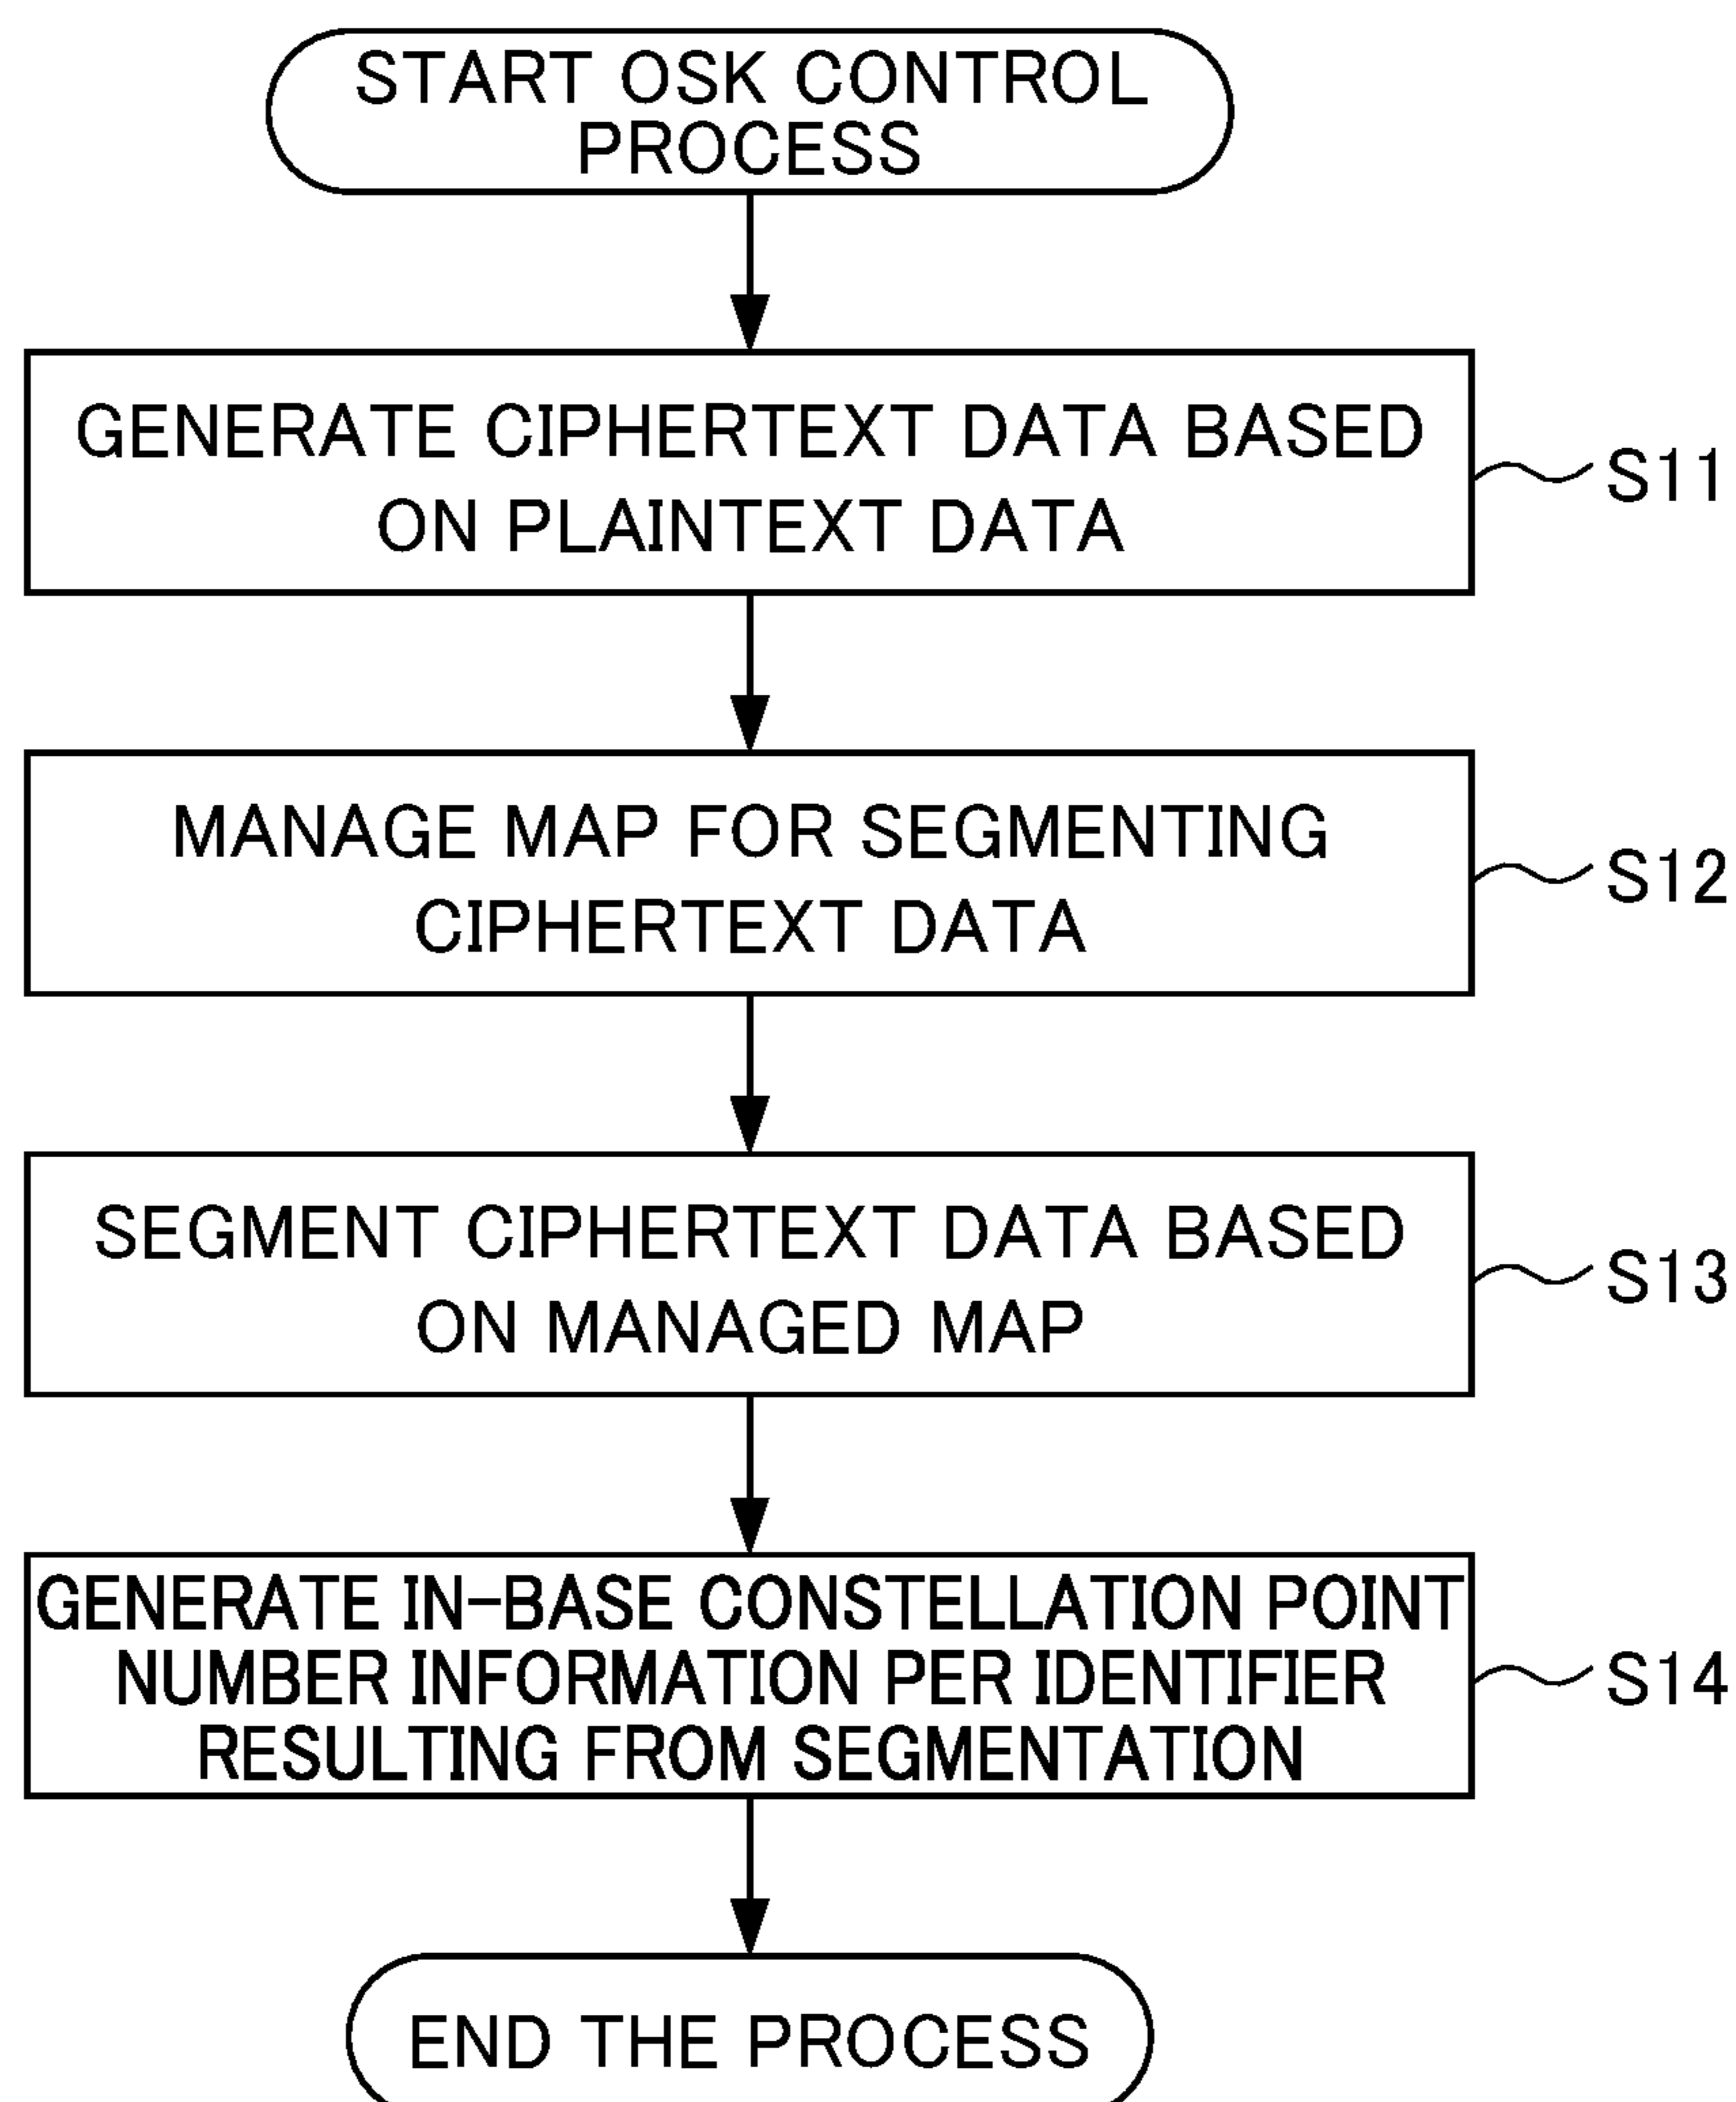 START OSK CONTROL
PROCESS
GENERATE CIPHERTEXT DATA BASED
ON PLAINTEXT DATA
S11
MANAGE MAP FOR SEGMENTING
CIPHERTEXT DATA
S12
SEGMENT CIPHERTEXT DATA BASED
ON MANAGED MAP
S13
GENERATE IN-BASE CONSTELLATION POINT
NUMBER INFORMATION PER IDENTIFIER
RESULTING FROM SEGMENTATION
S14
END THE PROCESS